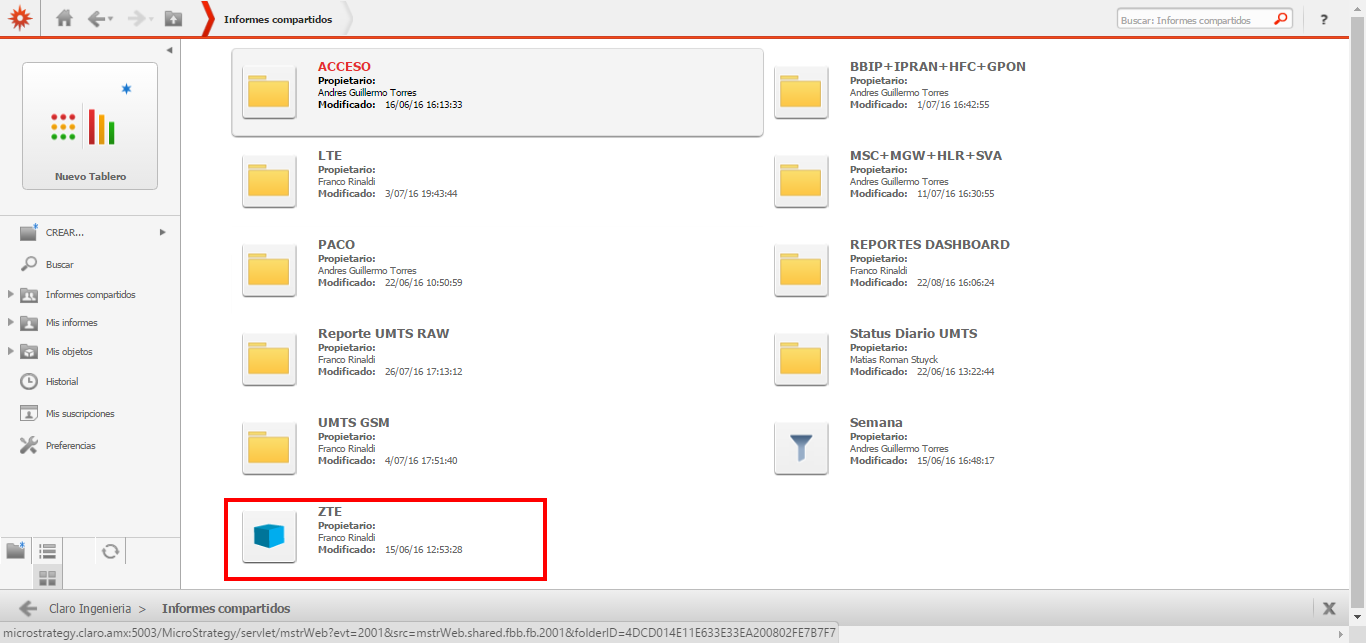 Informes compartidos
Buscar: Informes compartidos
?
Nuevo Tablero
CREAR...
Buscar
Informes compartidos
Mis informes
Mis objetos
Historial
Mis suscripciones
Preferencias
ACCESO
Propietario:
Andres Guillermo Torres
Modificado: 16/06/16 16:13:33
BBIP+IPRAN+HFC+GPON
Propietario:
Andres Guillermo Torres
Modificado: 1/07/16 16:42:55
LTE
Propietario:
Franco Rinaldi
Modificado: 3/07/16 19:43:44
MSC+MGW+HLR+SVA
Propietario:
Andres Guillermo Torres
Modificado: 11/07/16 16:30:55
PACO
Propietario:
Andres Guillermo Torres
Modificado: 22/06/16 10:50:59
REPORTES DASHBOARD
Propietario:
Franco Rinaldi
Modificado: 22/08/16 16:06:24
Reporte UMTS RAW
Propietario:
Franco Rinaldi
Modificado: 26/07/16 17:13:12
Status Diario UMTS
Propietario:
Matias Roman Stuyck
Modificado: 22/06/16 13:22:44
UMTS GSM
Propietario:
Franco Rinaldi
Modificado: 4/07/16 17:51:40
Semana
Propietario:
Andres Guillermo Torres
Modificado: 15/06/16 16:48:17
ZTE
Propietario:
Franco Rinaldi
Modificado: 15/06/16 12:53:28
Claro Ingenieria > Informes compartidos
X
microstrategy.claro.amx:5003/MicroStrategy/servlet/mstrWeb?evt=2001&src=mstrWeb.shared.fbb.fb.2001&folderID=4DCD014E11E633E33EA200802FE7B7F7